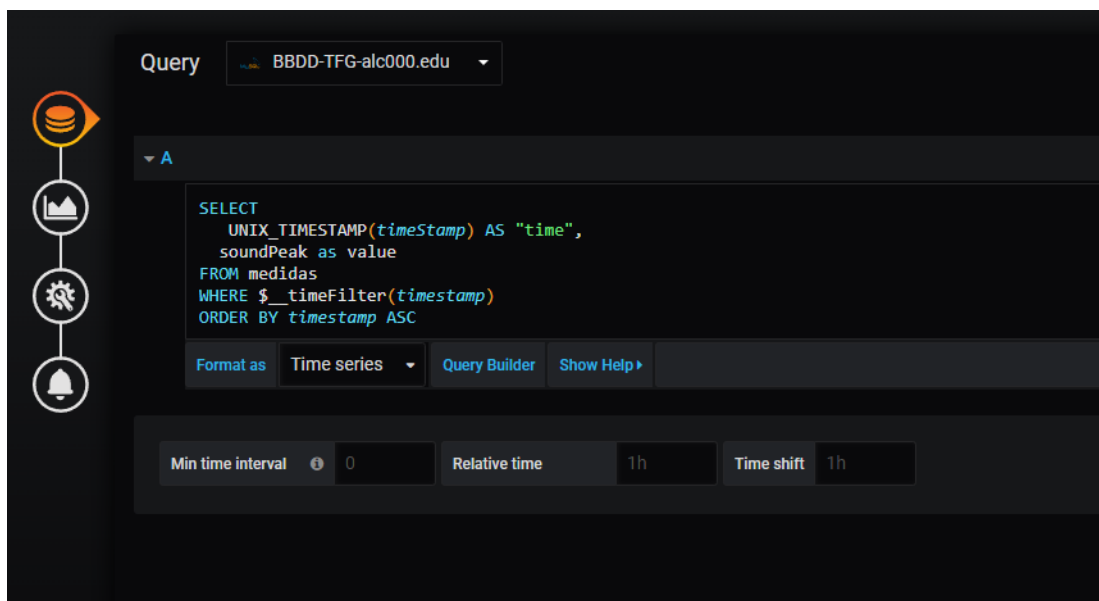 Query BBDD-TFG-alc000.edu
A
SELECT
UNIX_TIMESTAMP(timeStamp) AS "time",
soundPeak as value
FROM medidas
WHERE $__timeFilter(timestamp)
ORDER BY timestamp ASC
Format as Time series Query Builder Show Help
Min time interval 0 Relative time 1h Time shift 1h